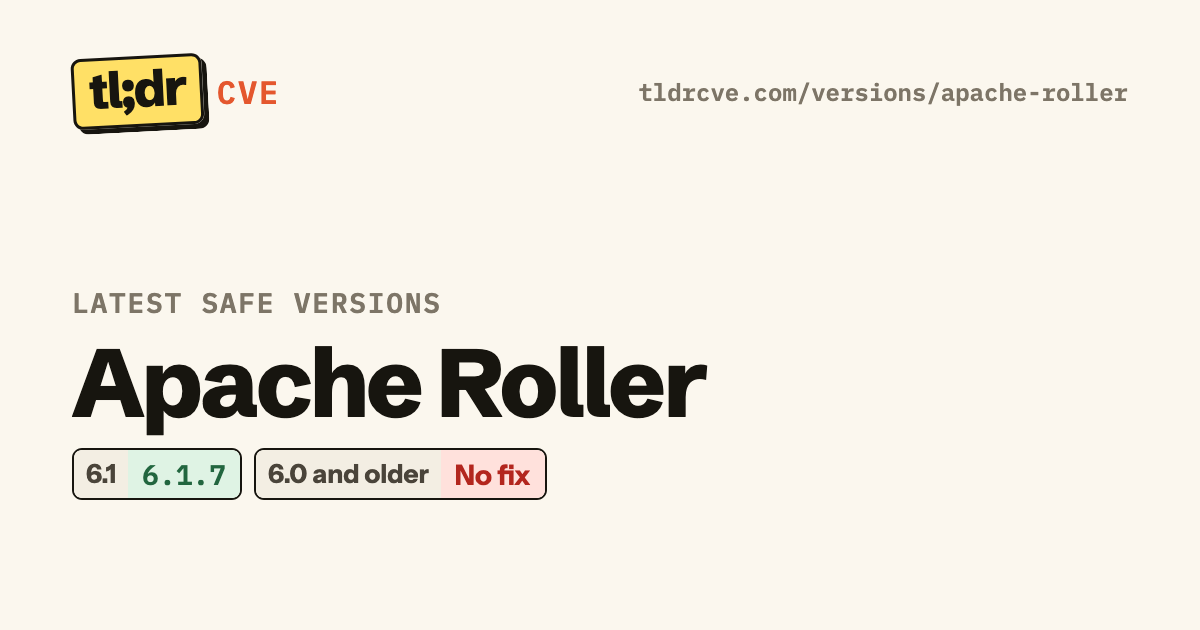 tl;dr CVE
tldrcve.com/versions/apache-roller
LATEST SAFE VERSIONS
Apache Roller
6.1 6.1.7 6.0 and older No fix